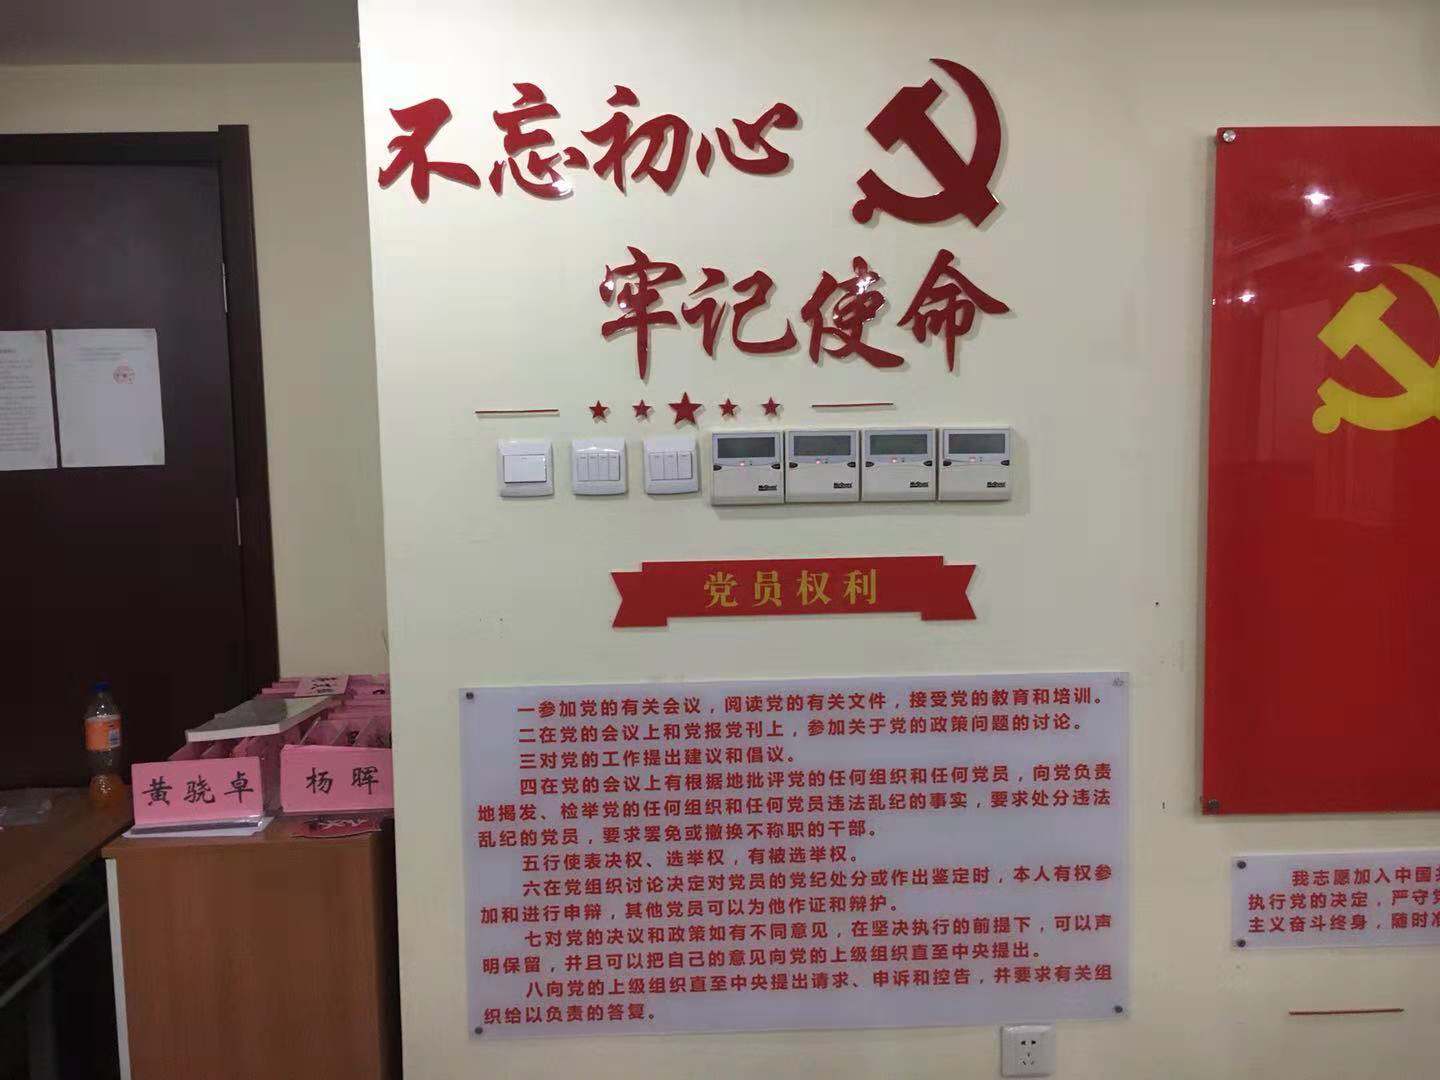 不忘初心
牢记使命
党员权利
一参加党的有关会议，阅读党的有关文件，接受党的教育和培训。
二在党的会议上和党报党刊上，参加关于党的政策问题的讨论。
三对党的工作提出建议和倡议。
四在党的会议上有根据地批评党的任何组织和任何党员，向党负责
地揭发、检举党的任何组织和任何党员违法乱纪的事实，要求处分违法
乱纪的党员，要求罢免或撤换不称职的干部。
五行使表决权、选举权，有被选举权。
六在党组织讨论决定对党员的党纪处分或作出鉴定时，本人有权参
加和进行申辩，其他党员可以为他作证和辩护。
七对党的决议和政策如有不同意见，在坚决执行的前提下，可以声
明保留，并且可以把自己的意见向党的上级组织直至中央提出。
八向党的上级组织直至中央提出请求、申诉和控告，并要求有关组
织给以负责的答复。
我志愿加入中国
执行党的决定，严守
主义奋斗终身，随时
黄骁卓
杨晖